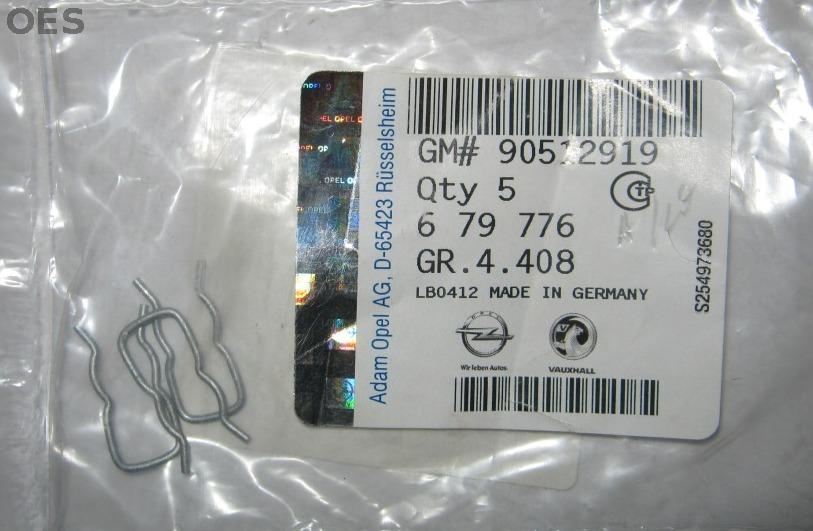 OES
Adam Opel AG, D-65423 Rüsselsheim
GM# 90512919
Qty 5
6 79 776
GR.4.408
LB0412 MADE IN GERMANY
S254973680
OPEL
Wir leben Autos.
VAUXHALL